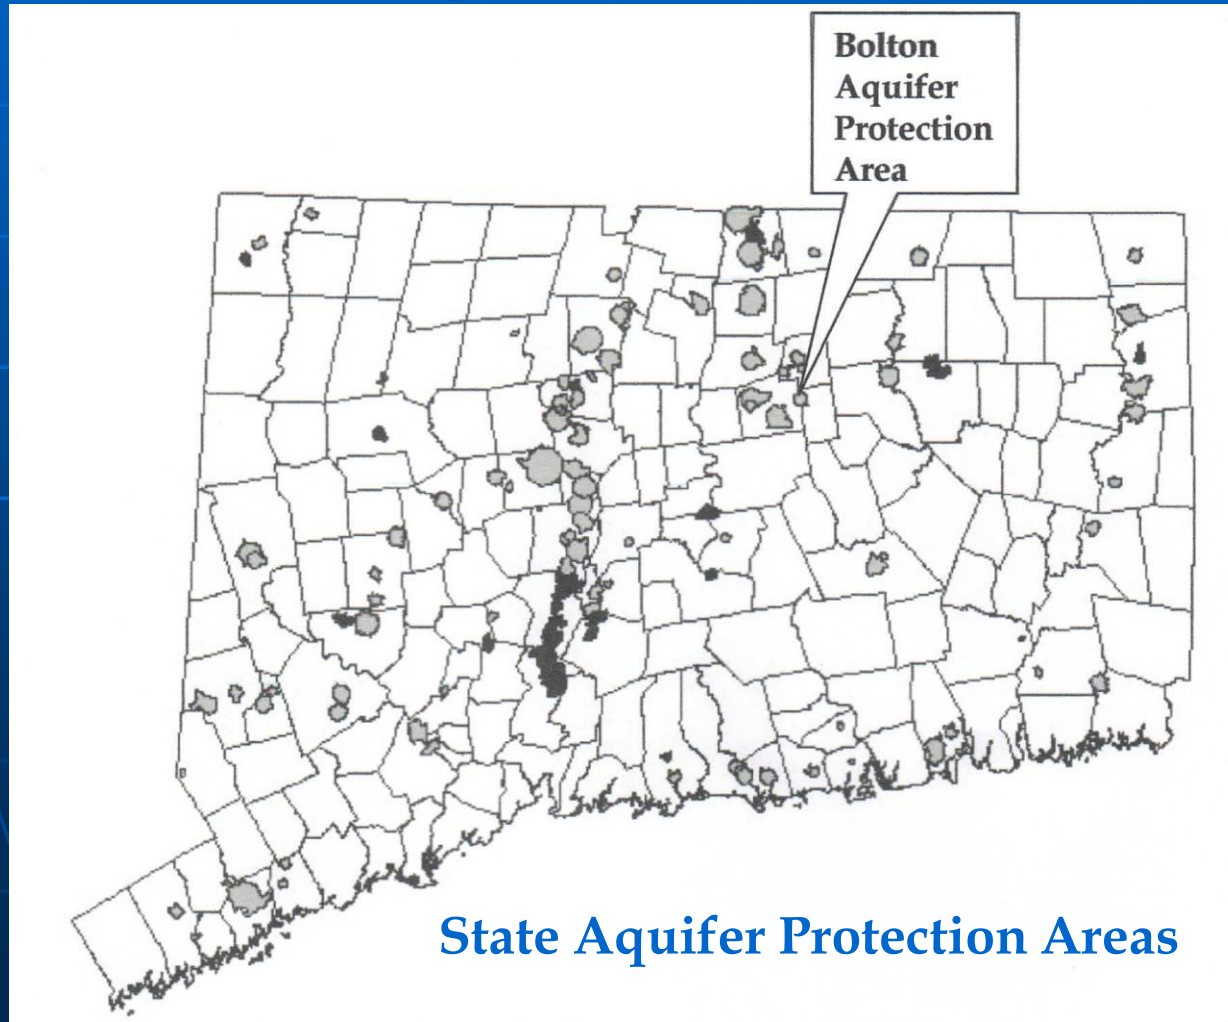 Bolton
Aquifer
Protection
Area
State Aquifer Protection Areas